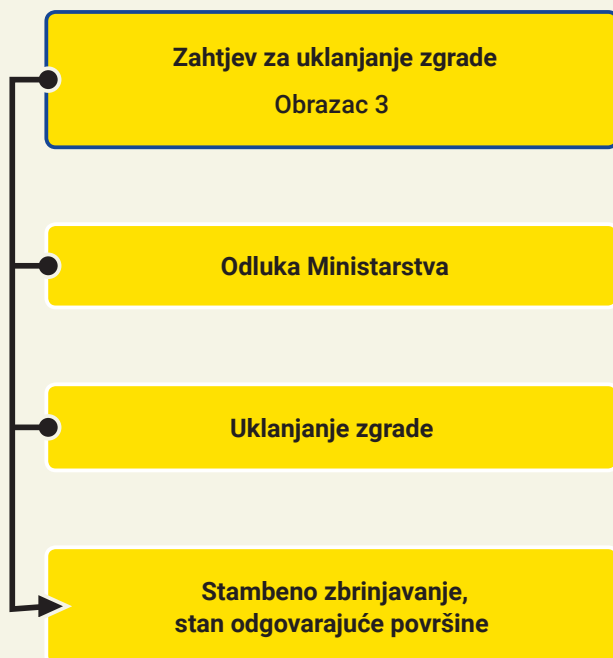 Zahtjev za uklanjanje zgrade
Obrazac 3
Odluka Ministarstva
Uklanjanje zgrade
Stambeno zbrinjavanje,
stan odgovarajuće površine